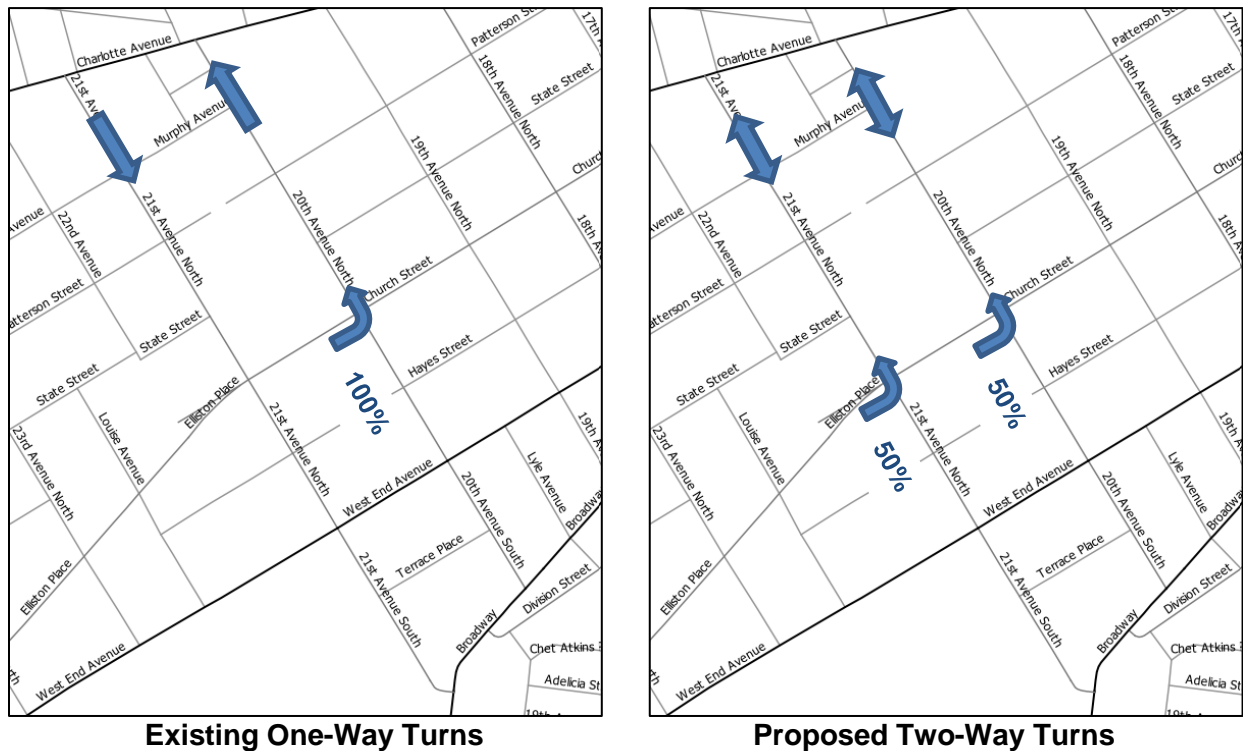 Charlotte Avenue
Patterson Street
17th A
21st Ave
18th Avenue North
State Street
Murphy Avenue
19th Avenue North
Church
Avenue
22nd Avenue
21st Avenue North
20th Avenue North
18th Av
Church Street
atterson Street
State Street
Hayes Street
State Street
100%
Elliston Place
19th
Louise Avenue
21st Avenue North
23rd Avenue North
Lyle Avenue
West End Avenue
20th Avenue South
Broadway
Terrace Place
Elliston Place
21st Avenue South
Division Street
Broadway
Chet Atkins
West End Avenue
Adelicia St
th
Existing One-Way Turns
Charlotte Avenue
Patterson Street
17th A
21st Ave
18th Avenue North
State Street
Murphy Avenue
19th Avenue North
Church
Avenue
22nd Avenue
21st Avenue North
20th Avenue North
18th Av
Church Street
Patterson Street
State Street
Hayes Street
State Street
50%
Elliston Place
19th
Louise Avenue
21st Avenue North
50%
23rd Avenue North
Lyle Avenue
West End Avenue
20th Avenue South
Broadway
Terrace Place
Elliston Place
21st Avenue South
Division Street
Broadway
Chet Atkins
West End Avenue
Adelicia St
th
Proposed Two-Way Turns